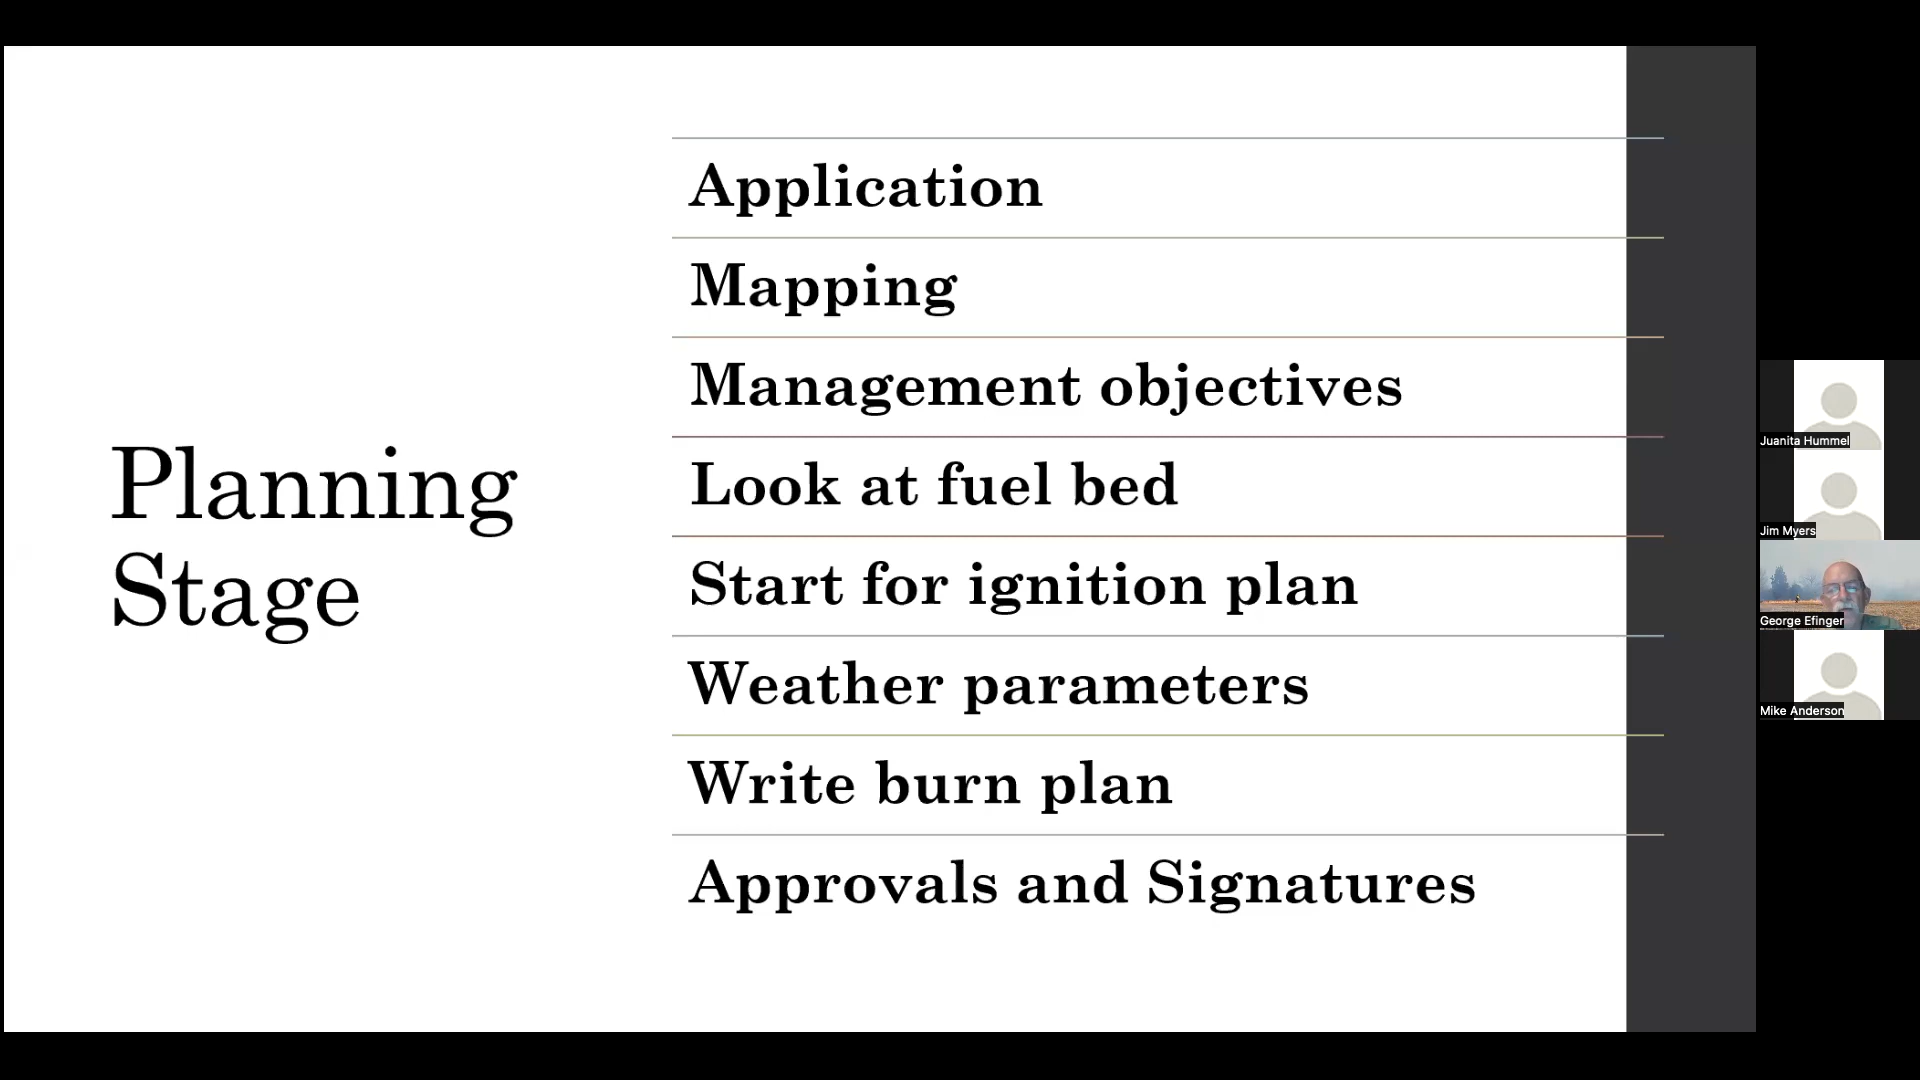 Planning
Stage
Application
Mapping
Management objectives
Look at fuel bed
Start for ignition plan
Weather parameters
Write burn plan
Approvals and Signatures
Juanita Hummel
Jim Myers
George Efinger
Mike Anderson